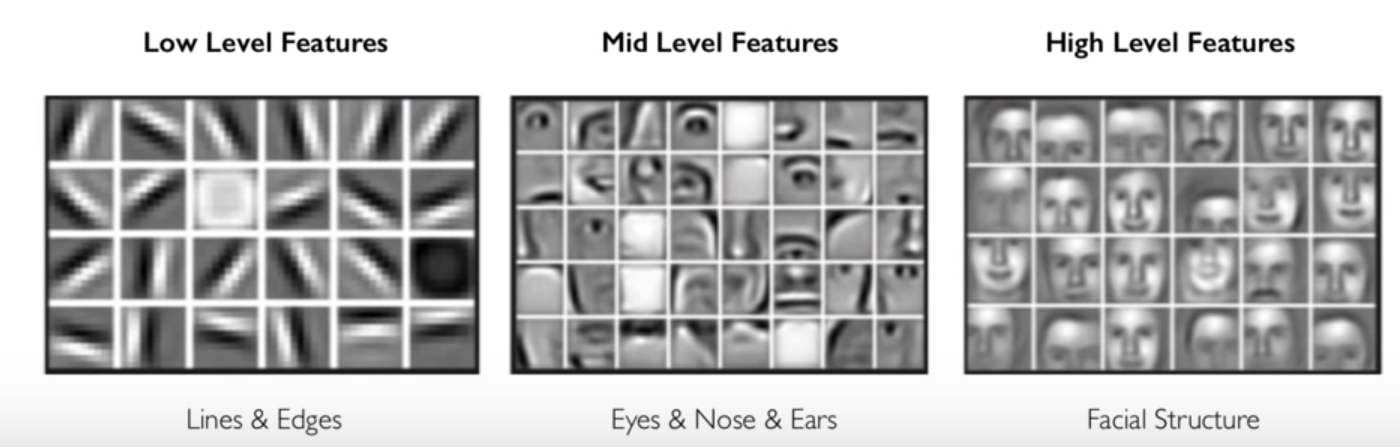 Low Level Features
Mid Level Features
High Level Features
Lines & Edges
Eyes & Nose & Ears
Facial Structure